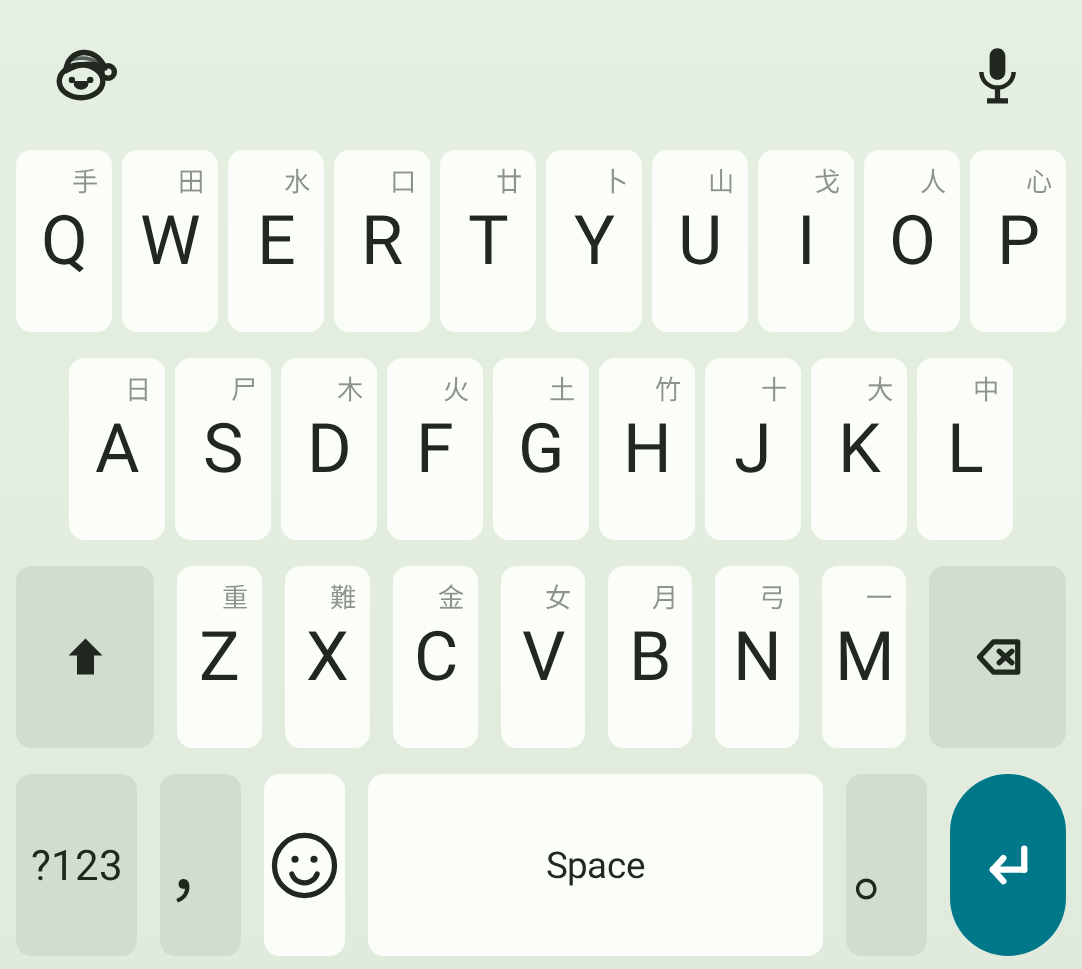 手 田 水 口 廿 卜 山 戈 人 心
Q W E R T Y U I O P
日 尸 木 火 土 竹 十 大 中
A S D F G H J K L
重 難 金 女 月 弓 一
Z X C V B N M
?123 , Space 。